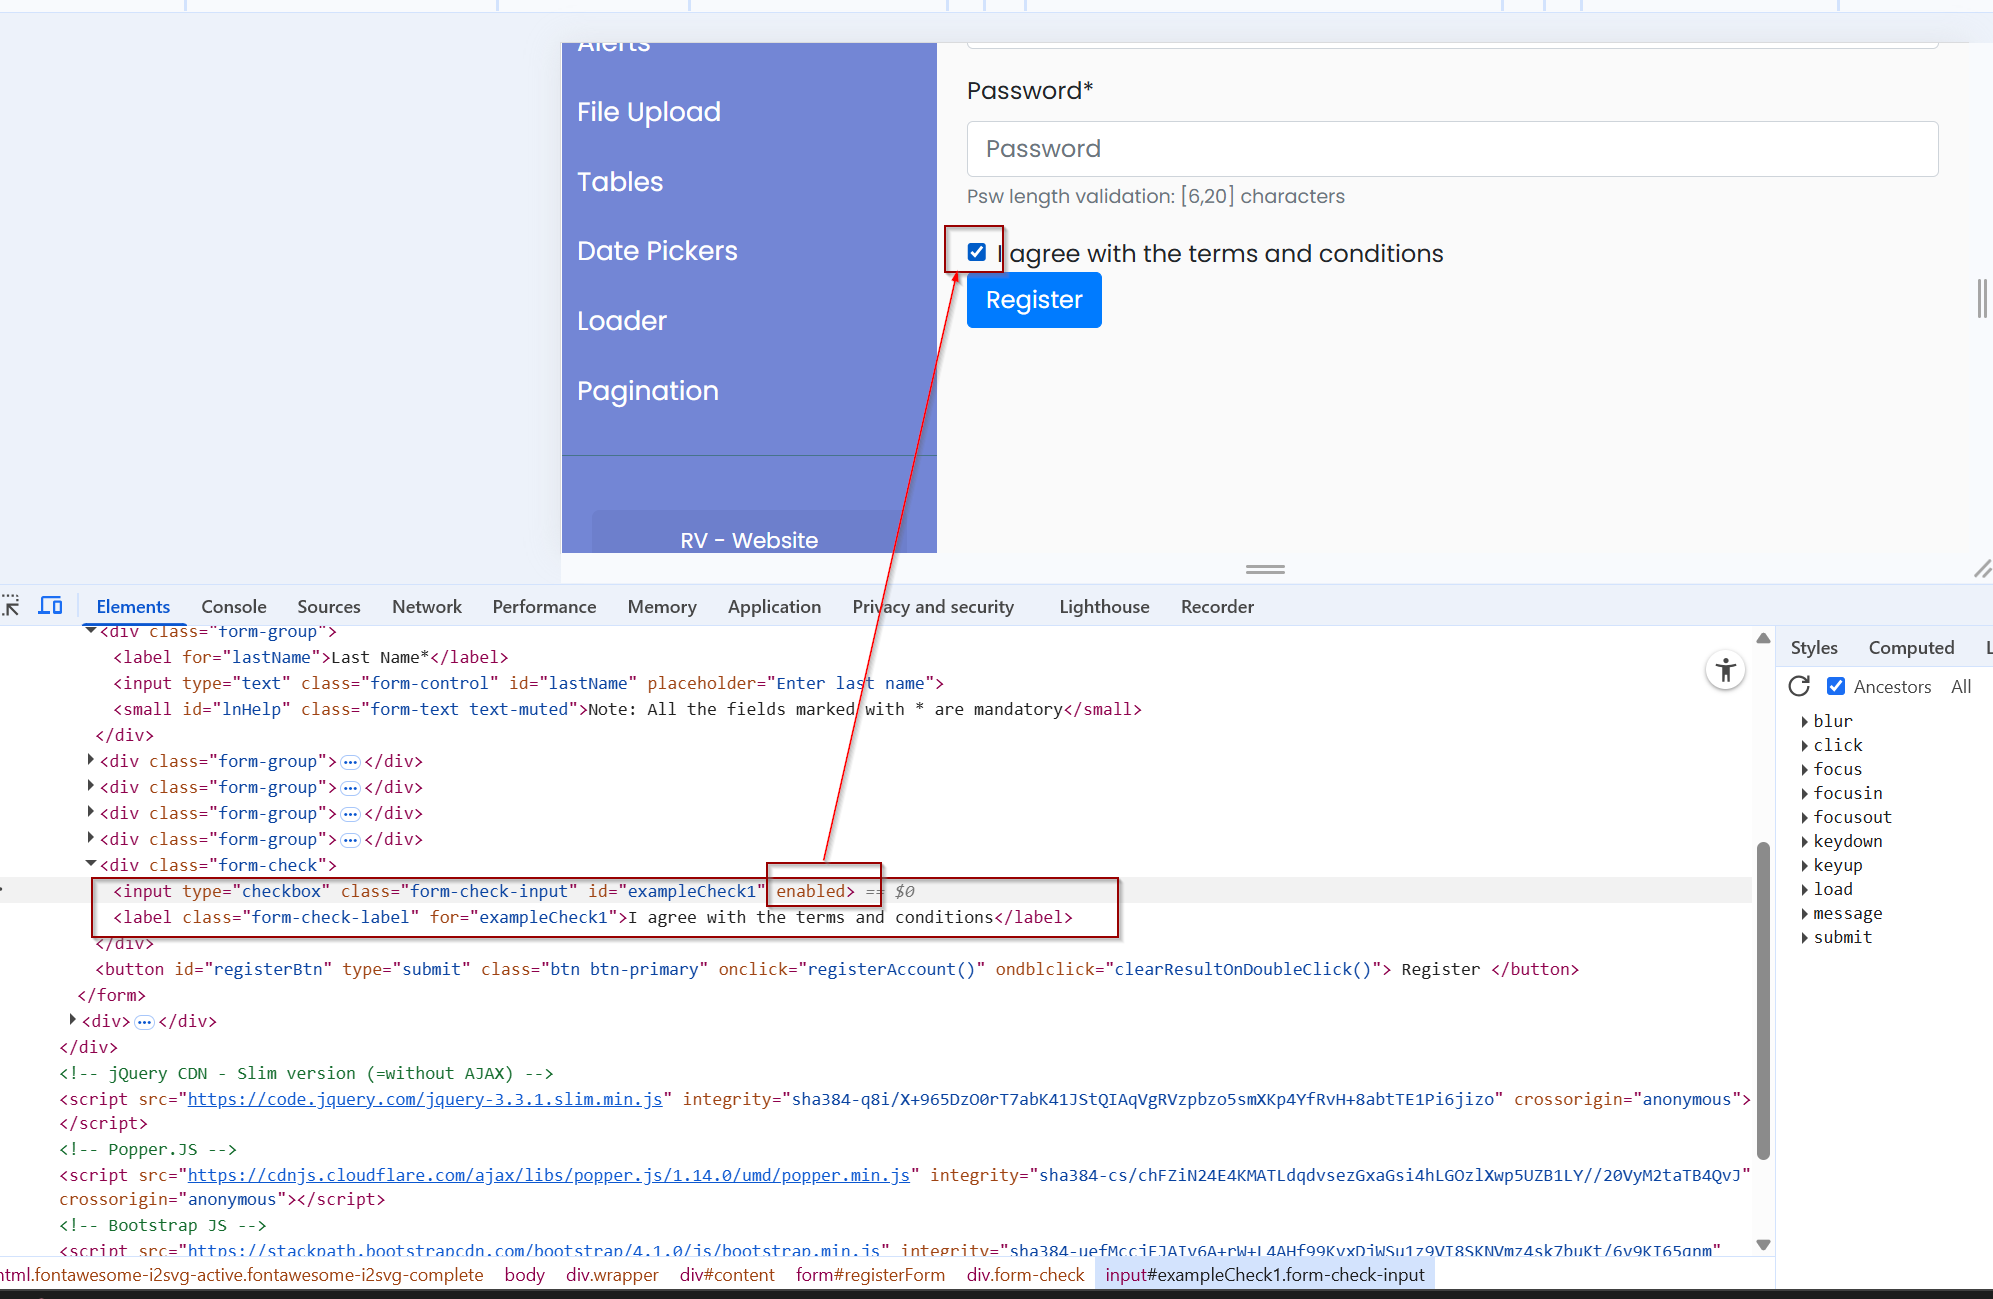 Alerts
File Upload
Tables
Date Pickers
Loader
Pagination
RV - Website
Password*
Password
Psw length validation: [6,20] characters
I agree with the terms and conditions
Register
Elements Console Sources Network Performance Memory Application Privacy and security Lighthouse Recorder
<div class="form-group">
<label for="lastName">Last Name*</label>
<input type="text" class="form-control" id="lastName" placeholder="Enter last name">
<small id="lnHelp" class="form-text text-muted">Note: All the fields marked with * are mandatory</small>
</div>
<div class="form-group">…</div>
<div class="form-group">…</div>
<div class="form-group">…</div>
<div class="form-group">…</div>
<div class="form-check">
<input type="checkbox" class="form-check-input" id="exampleCheck1" enabled> == $0
<label class="form-check-label" for="exampleCheck1">I agree with the terms and conditions</label>
</div>
<button id="registerBtn" type="submit" class="btn btn-primary" onclick="registerAccount()" ondblclick="clearResultOnDoubleClick()"> Register </button>
</form>
<div>…</div>
</div>
<!-- jQuery CDN - Slim version (=without AJAX) -->
<script src="https://code.jquery.com/jquery-3.3.1.slim.min.js" integrity="sha384-q8i/X+965DzO0rT7abK41JStQIAqVgRVzpbzo5smXKp4YfRvH+8abtTE1Pi6jizo" crossorigin="anonymous">
</script>
<!-- Popper.JS -->
<script src="https://cdnjs.cloudflare.com/ajax/libs/popper.js/1.14.0/umd/popper.min.js" integrity="sha384-cs/chFZiN24E4KMATLdqdvsezGxaGsi4hLGOzlXwp5UZB1LY//20VyM2taTB4QvJ"
crossorigin="anonymous"></script>
<!-- Bootstrap JS -->
<script src="https://stackpath.bootstrapcdn.com/bootstrap/4.1.0/js/bootstrap.min.js" integrity="sha384-uefMccjFJAIv6A+rW+L4AHf99KvxDjWSu1z9VI8SKNVmz4sk7buKt/6v9KI65qnm"
html.fontawesome-i2svg-active.fontawesome-i2svg-complete body div.wrapper div#content form#registerForm div.form-check input#exampleCheck1.form-check-input
Styles Computed L
Ancestors All
blur
click
focus
focusin
focusout
keydown
keyup
load
message
submit